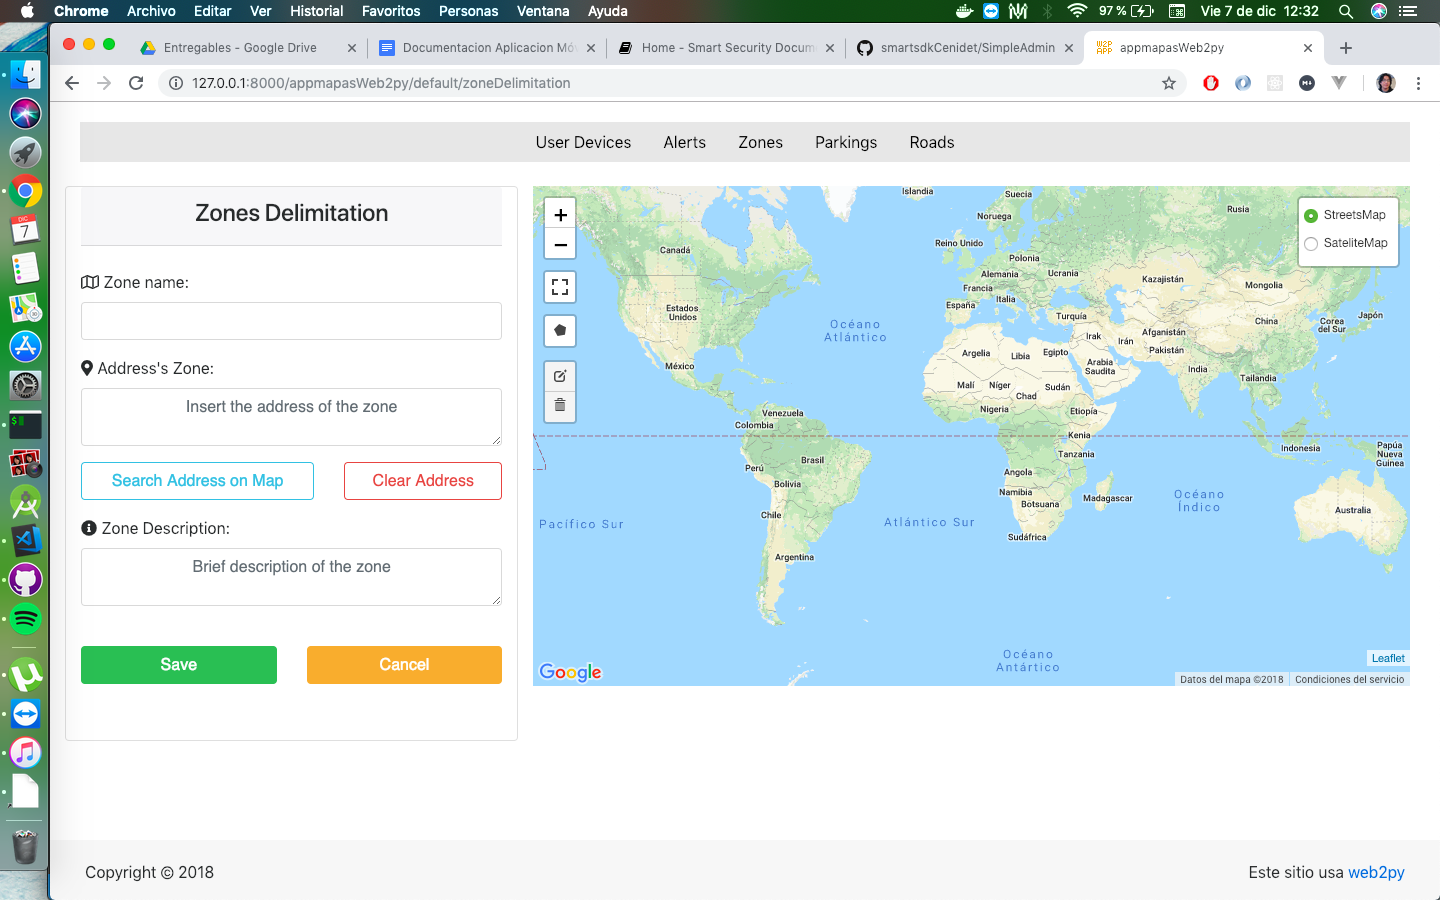 Chrome Archivo Editar Ver Historial Favoritos Personas Ventana Ayuda 97 % Vie 7 de dic 12:32
Entregables - Google Drive
Documentacion Aplicacion Móv
Home - Smart Security Docum
smartsdkCenidet/SimpleAdmin
appmapasWeb2py
127.0.0.1:8000/appmapasWeb2py/default/zoneDelimitation
User Devices Alerts Zones Parkings Roads
Zones Delimitation
Zone name:
Address's Zone:
Insert the address of the zone
Search Address on Map
Clear Address
Zone Description:
Brief description of the zone
Save
Cancel
+
−
StreetsMap
SateliteMap
Islandia
Suecia
Noruega
Rusia
Canadá
Reino Unido
Polonia
Alemania
Ucrania
Francia
Kazajistán
Mongolia
Italia
España
Estados
Unidos
Océano
Atlántico
Turquía
China
Corea
del Sur
Japón
Afganistán
Irak
Irán
Pakistán
Argelia
Libia
Egipto
Arabia
Saudita
México
India
Tailandia
Malí
Níger
Sudán
Chad
Venezuela
Nigeria
Etiopía
Colombia
Kenia
Indonesia
Papúa
Nueva
Guinea
Perú
Brasil
Tanzania
Bolivia
Angola
Namibia
Botsuana
Madagascar
Océano
Índico
Chile
Australia
Pacífico Sur
Atlántico Sur
Sudáfrica
Argentina
Océano
Antártico
Google
Leaflet
Datos del mapa ©2018 Condiciones del servicio
Copyright © 2018
Este sitio usa web2py
DIC
7